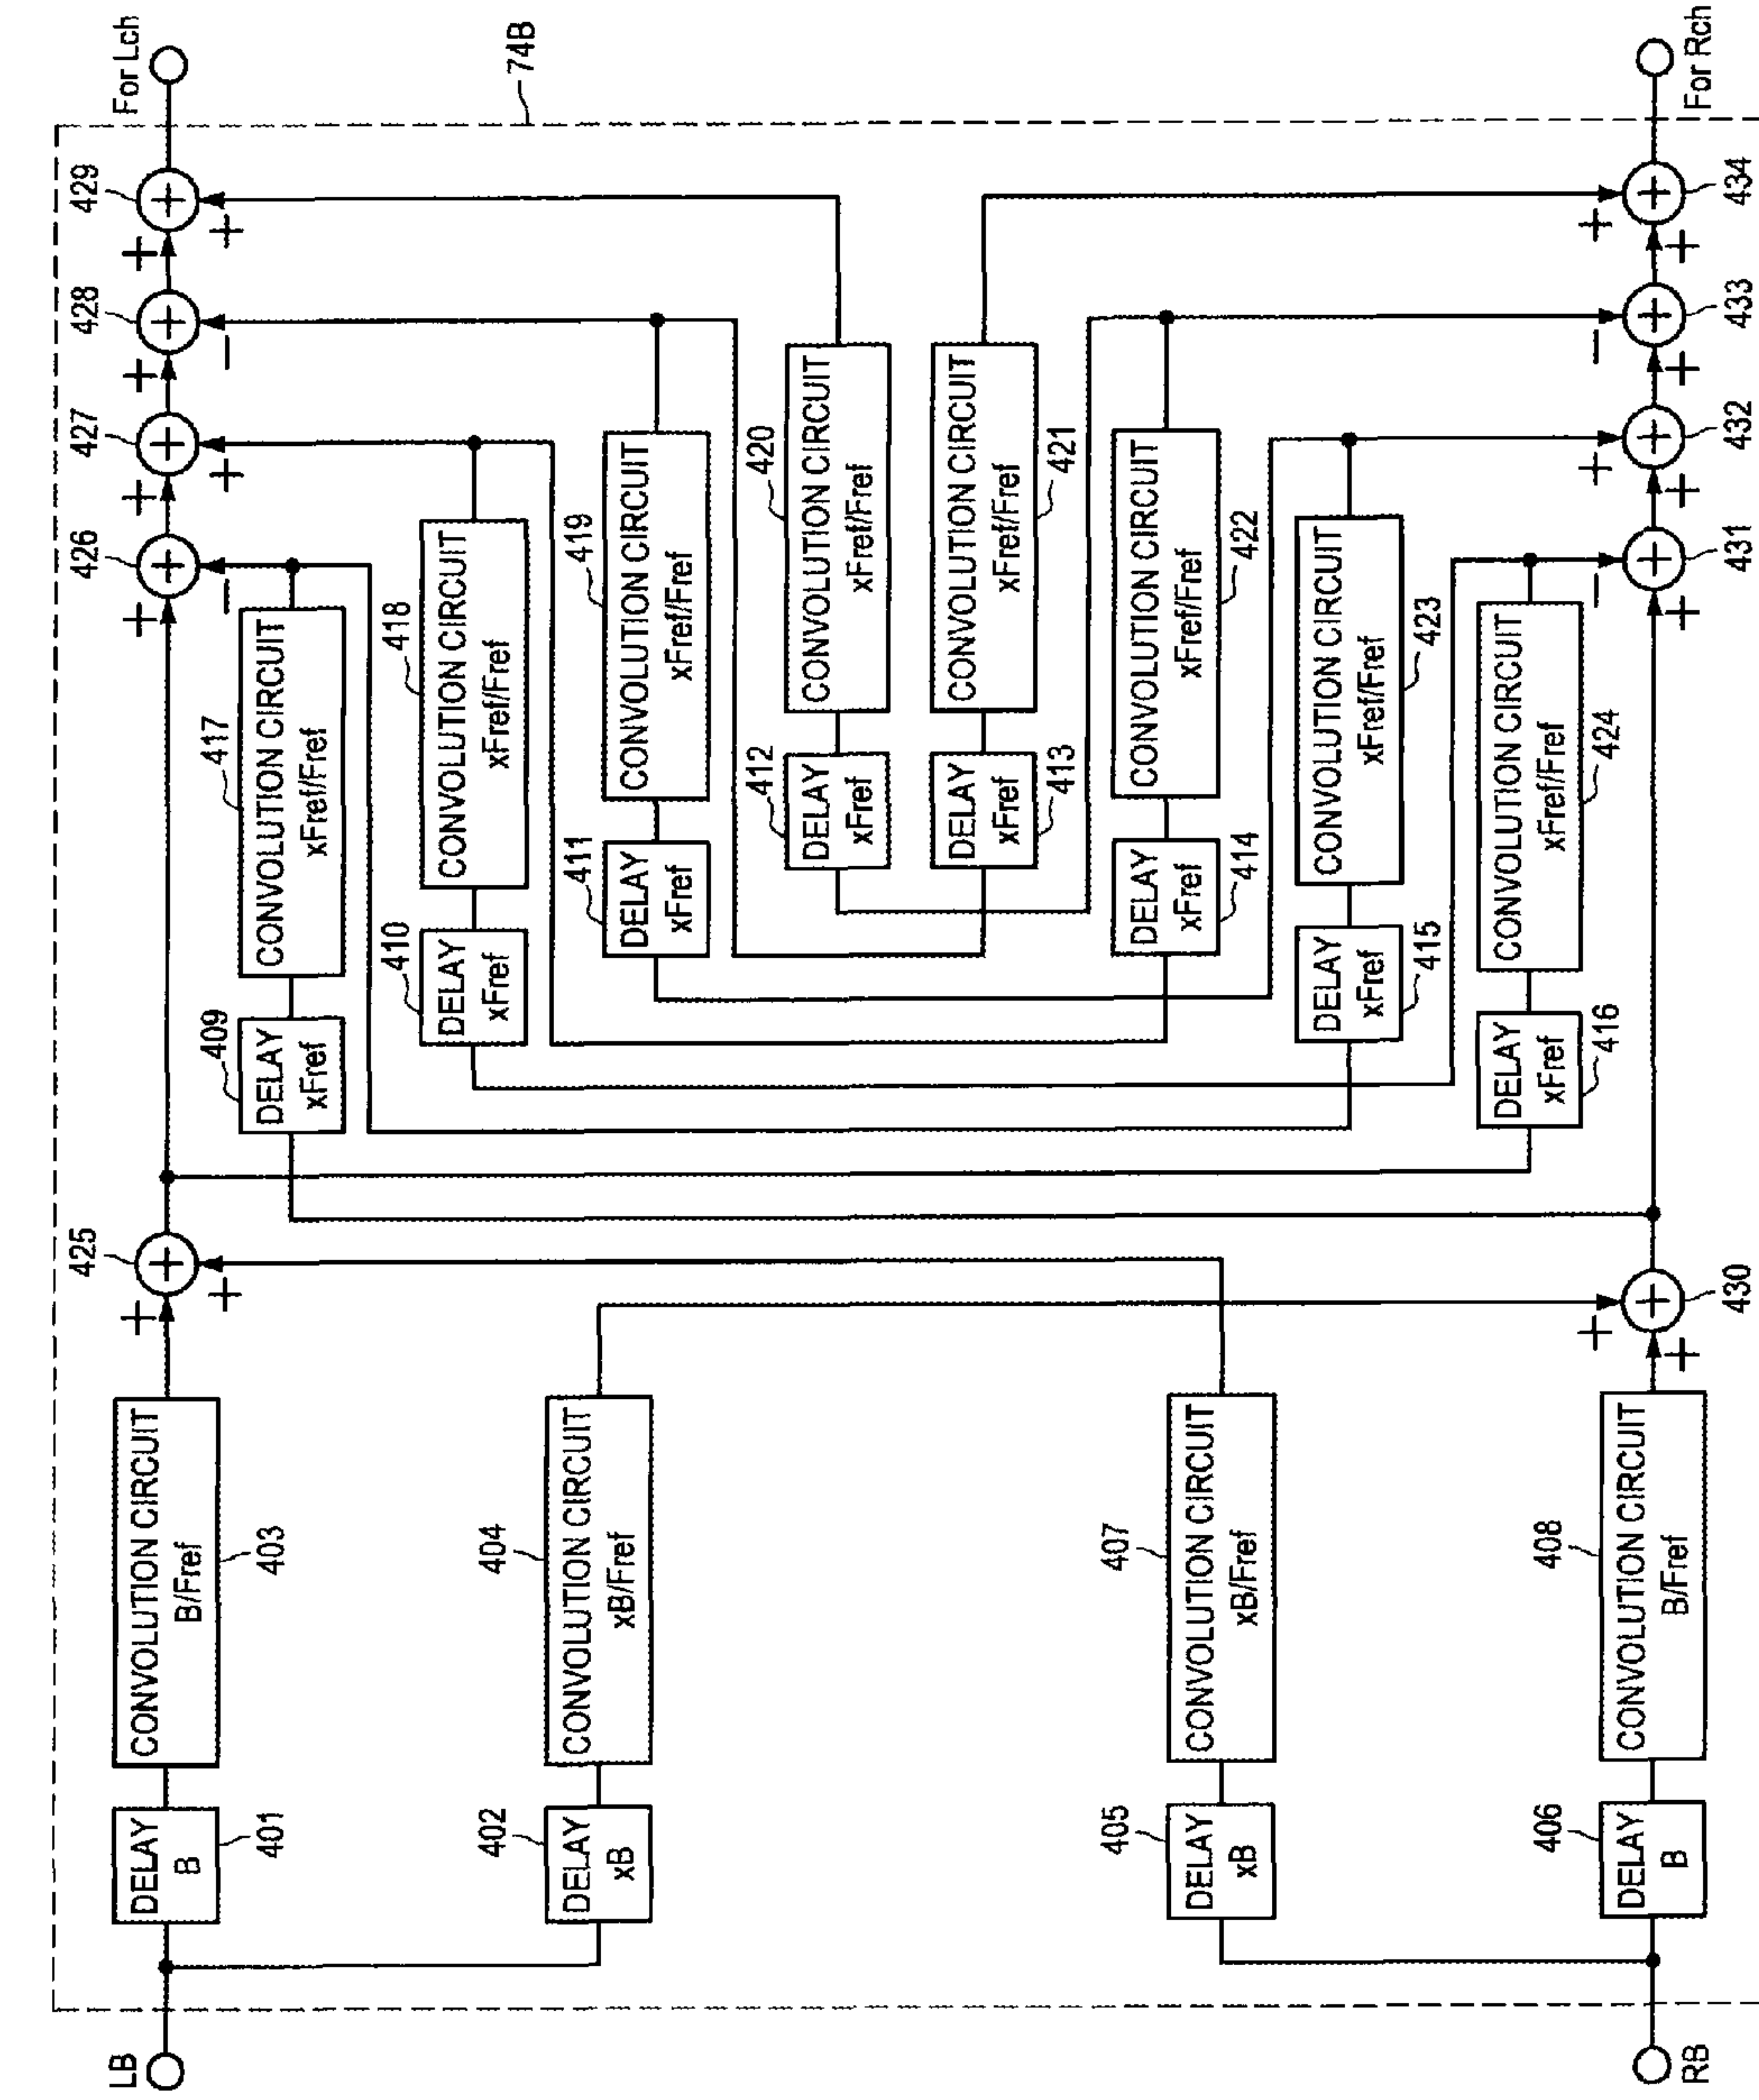 LB
DELAY
B
401
CONVOLUTION CIRCUIT
B/Fref
403
425
+
+
+
409
DELAY
xFref
417
CONVOLUTION CIRCUIT
xFref/Fref
426
+
+
−
427
+
+
+
428
+
+
−
429
+
+
+
For Lch
74B
402
DELAY
xB
404
CONVOLUTION CIRCUIT
xB/Fref
410
DELAY
xFref
418
CONVOLUTION CIRCUIT
xFref/Fref
411
DELAY
xFref
419
CONVOLUTION CIRCUIT
xFref/Fref
412
DELAY
xFref
420
CONVOLUTION CIRCUIT
xFref/Fref
DELAY
xFref
413
CONVOLUTION CIRCUIT
xFref/Fref
421
DELAY
xFref
414
CONVOLUTION CIRCUIT
xFref/Fref
422
405
DELAY
xB
407
CONVOLUTION CIRCUIT
xB/Fref
DELAY
xFref
415
CONVOLUTION CIRCUIT
xFref/Fref
423
DELAY
xFref
416
CONVOLUTION CIRCUIT
xFref/Fref
424
RB
406
DELAY
B
408
CONVOLUTION CIRCUIT
B/Fref
+
+
+
430
−
+
+
431
+
+
+
432
−
+
+
433
+
+
+
434
For Rch